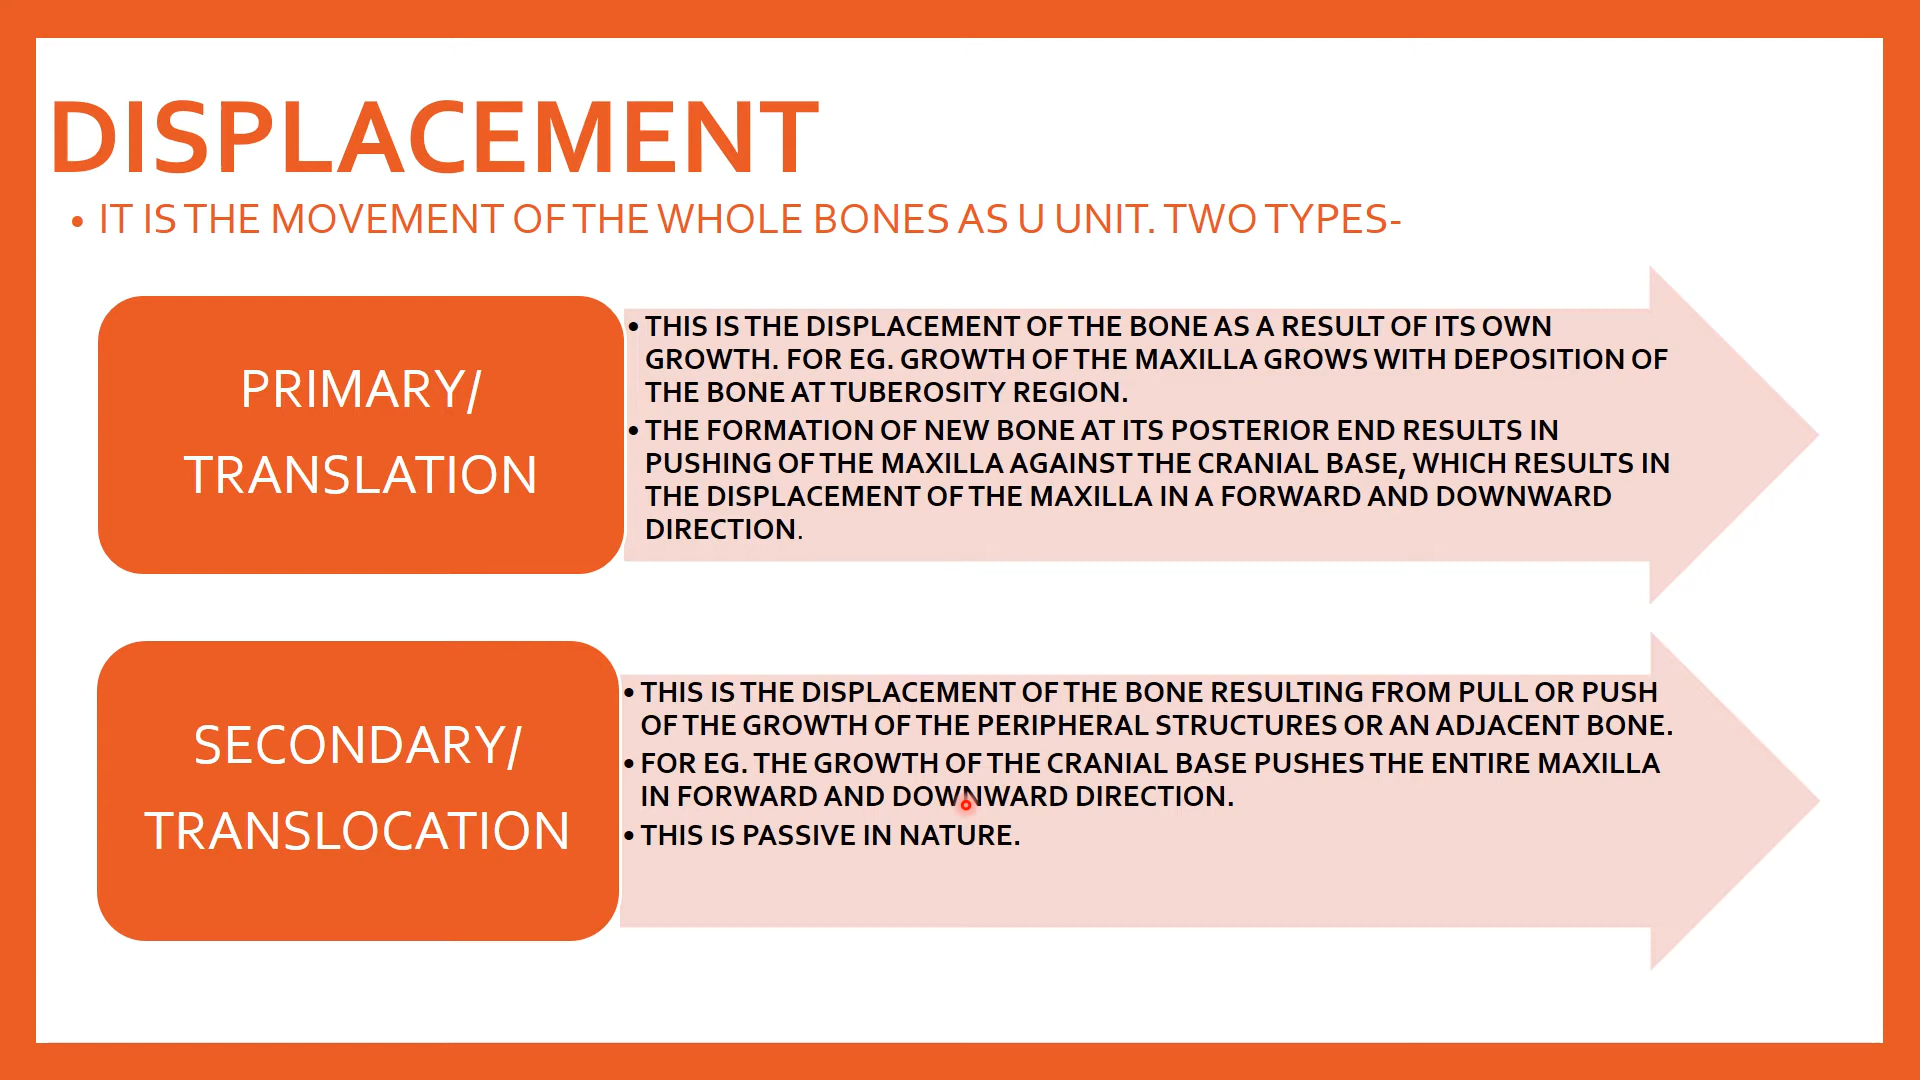 DISPLACEMENT
• IT IS THE MOVEMENT OF THE WHOLE BONES AS U UNIT. TWO TYPES-
PRIMARY/
TRANSLATION
• THIS IS THE DISPLACEMENT OF THE BONE AS A RESULT OF ITS OWN
GROWTH. FOR EG. GROWTH OF THE MAXILLA GROWS WITH DEPOSITION OF
THE BONE AT TUBEROSITY REGION.
• THE FORMATION OF NEW BONE AT ITS POSTERIOR END RESULTS IN
PUSHING OF THE MAXILLA AGAINST THE CRANIAL BASE, WHICH RESULTS IN
THE DISPLACEMENT OF THE MAXILLA IN A FORWARD AND DOWNWARD
DIRECTION.
SECONDARY/
TRANSLOCATION
• THIS IS THE DISPLACEMENT OF THE BONE RESULTING FROM PULL OR PUSH
OF THE GROWTH OF THE PERIPHERAL STRUCTURES OR AN ADJACENT BONE.
• FOR EG. THE GROWTH OF THE CRANIAL BASE PUSHES THE ENTIRE MAXILLA
IN FORWARD AND DOWNWARD DIRECTION.
• THIS IS PASSIVE IN NATURE.